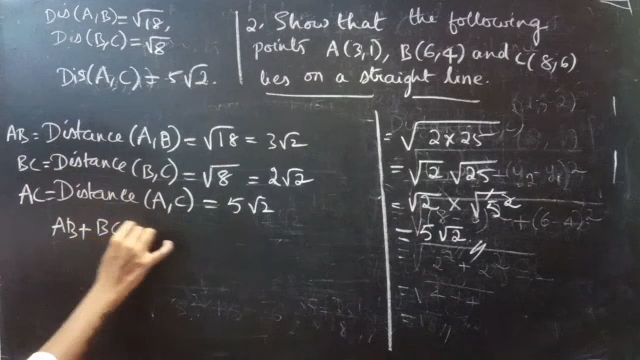 Dis(A,B)=√18,
Dis(B,C)=√8
Dis(A,C)=5√2.
2. Show that the following
points A(3,1), B(6,4) and C(8,6)
lies on a straight line.
AB=Distance(A,B)=√18=3√2
BC=Distance(B,C)=√8=2√2
AC=Distance(A,C)=5√2
AB+BC
=√2×25
=√2 √25
=√2×√5²
=5√2